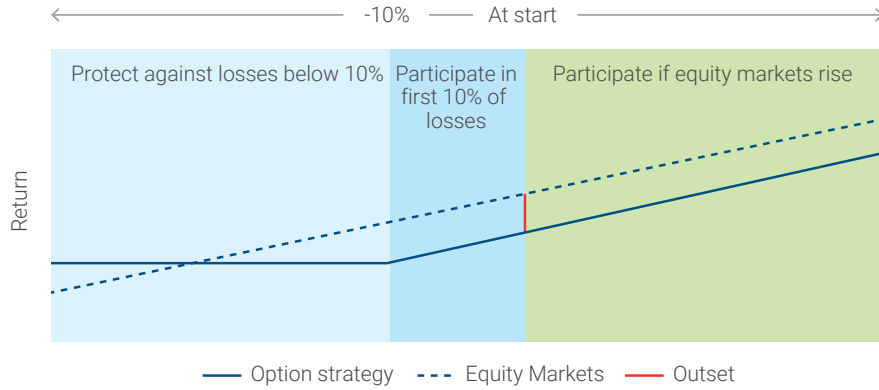 -10%
At start
Protect against losses below 10%
Participate in
first 10% of
losses
Participate if equity markets rise
Return
Option strategy
Equity Markets
Outset